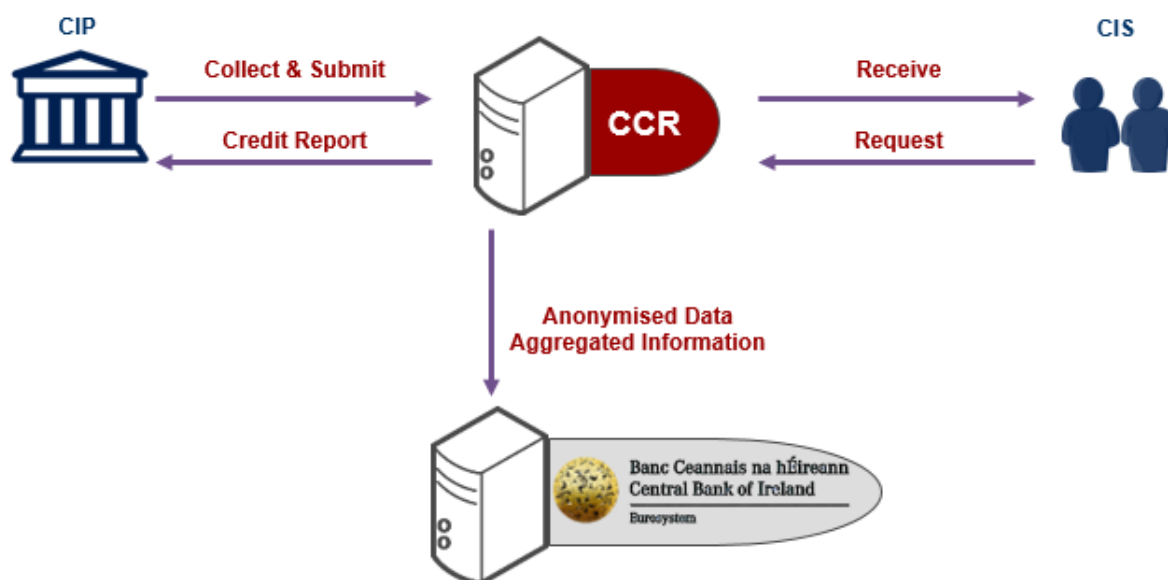 CIP
CIS
Collect & Submit
Receive
CCR
Credit Report
Request
Anonymised Data
Aggregated Information
Banc Ceannais na hÉireann
Central Bank of Ireland
Eurosystem